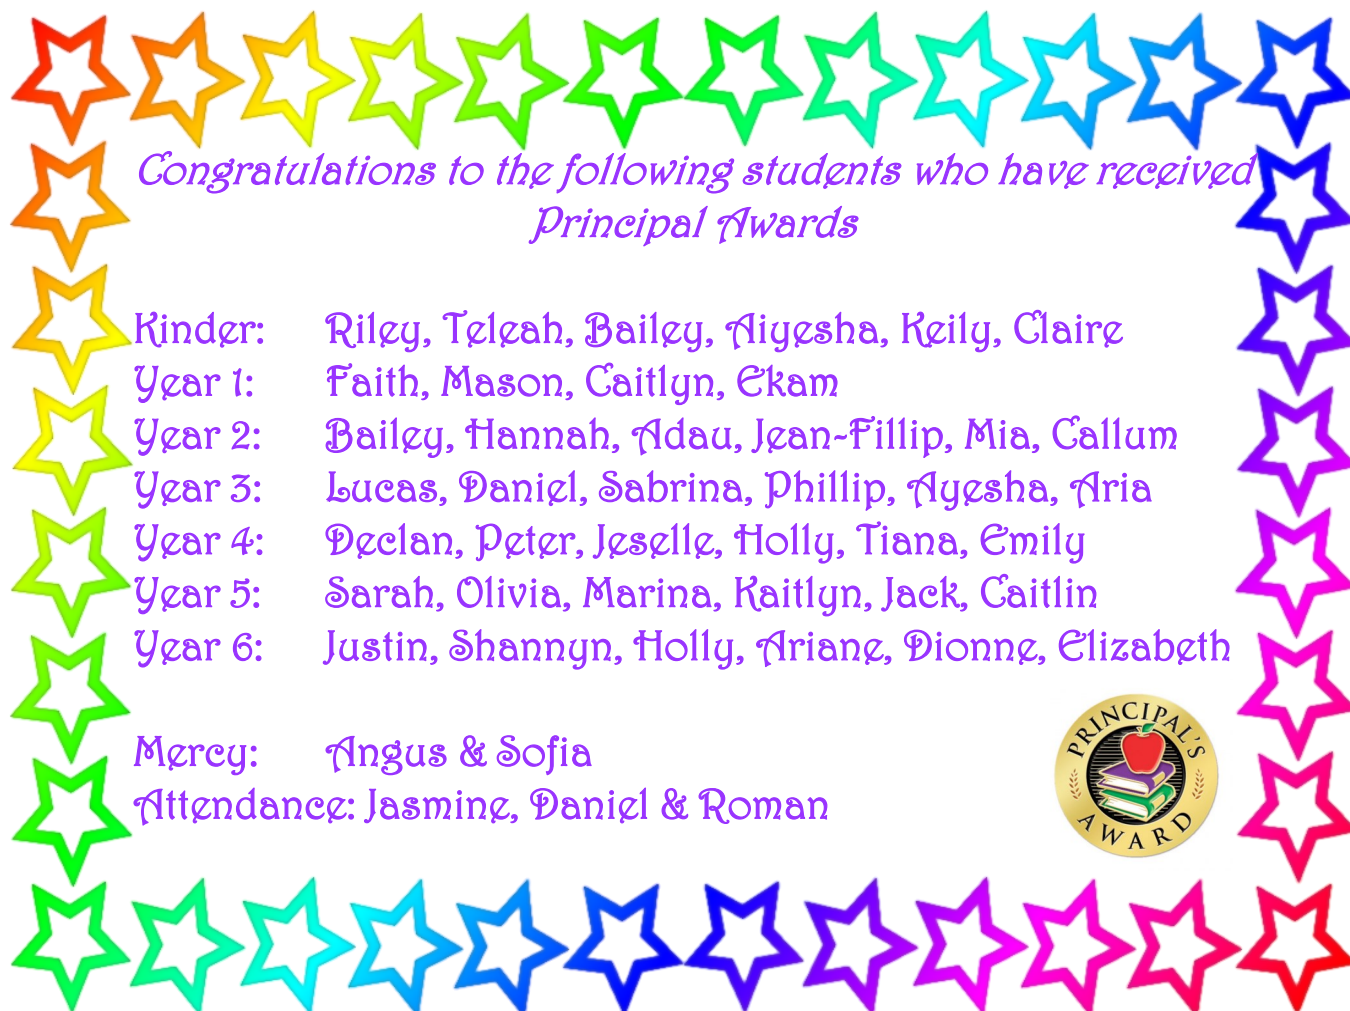 Congratulations to the following students who have received
Principal Awards
Kinder: Riley, Teleah, Bailey, Aiyesha, Keily, Claire
Year 1: Faith, Mason, Caitlyn, Ekam
Year 2: Bailey, Hannah, Adau, Jean-Fillip, Mia, Callum
Year 3: Lucas, Daniel, Sabrina, Phillip, Ayesha, Aria
Year 4: Declan, Peter, Jeselle, Holly, Tiana, Emily
Year 5: Sarah, Olivia, Marina, Kaitlyn, Jack, Caitlin
Year 6: Justin, Shannyn, Holly, Ariane, Dionne, Elizabeth
Mercy: Angus & Sofia
Attendance: Jasmine, Daniel & Roman
PRINCIPAL'S
AWARD